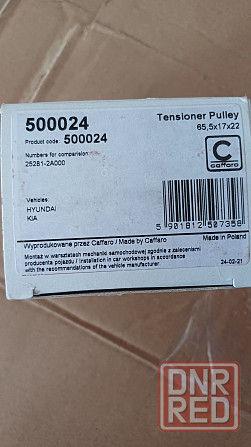 500024
Tensioner Pulley
65,5x17x22
Product code: 500024
Numbers for comparision:
25281-2A000
C
caffaro
Vehicles:
HYUNDAI
KIA
5 901812 507358
Wyprodukowane przez Caffaro / Made by Caffaro
Made in Poland
Montaż w warsztatach mechaniki samochodowej zgodnie z zaleceniami
producenta pojazdu / Installation in car workshops in accordance
with the recommendations of the vehicle manufacturer
24-02-21
DNR
RED